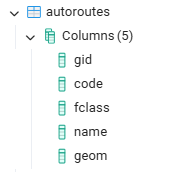 autoroutes
Columns (5)
gid
code
fclass
name
geom